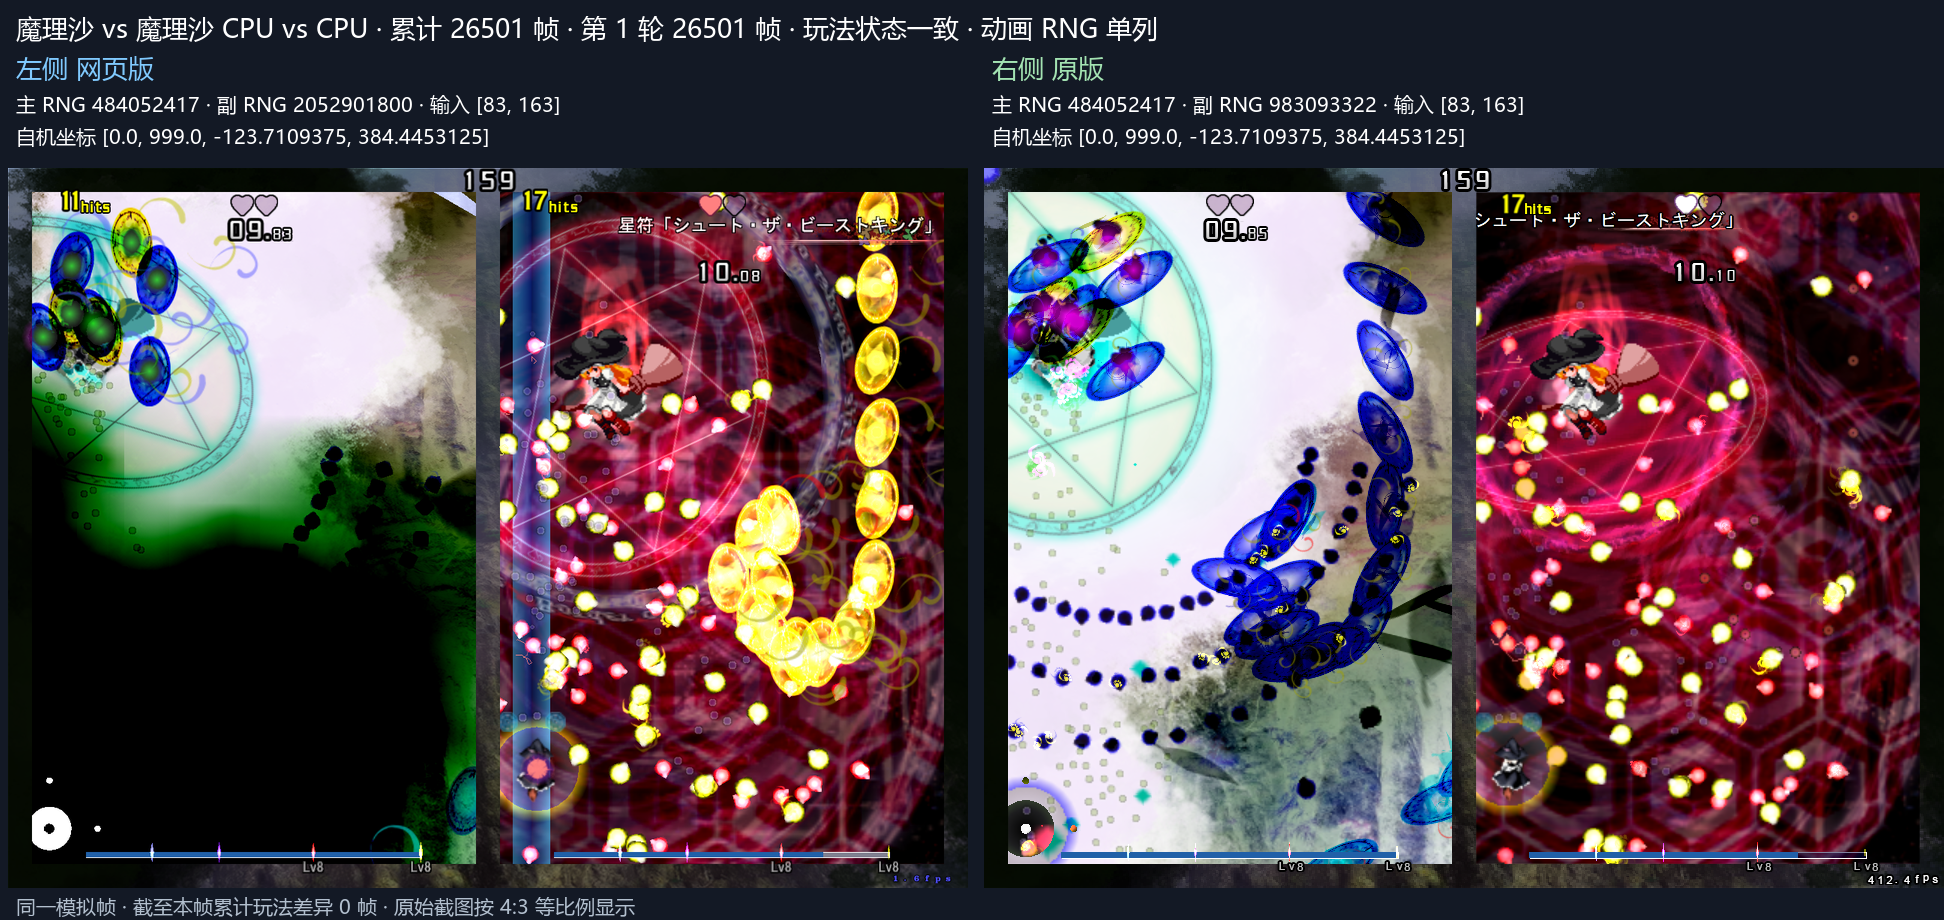 魔理沙 vs 魔理沙 CPU vs CPU · 累计 26501 帧 · 第 1 轮 26501 帧 · 玩法状态一致 · 动画 RNG 单列
左侧 网页版
主 RNG 484052417 · 副 RNG 2052901800 · 输入 [83, 163]
自机坐标 [0.0, 999.0, -123.7109375, 384.4453125]
右侧 原版
主 RNG 484052417 · 副 RNG 983093322 · 输入 [83, 163]
自机坐标 [0.0, 999.0, -123.7109375, 384.4453125]
159
11hits
09.83
17hits
星符「シュート・ザ・ビーストキング」
10.08
Lv8
Lv8
Lv8
Lv8
1.6fps
159
09.85
17hits
シュート・ザ・ビーストキング」
10.10
Lv8
Lv8
Lv8
Lv8
412.4fps
同一模拟帧 · 截至本帧累计玩法差异 0 帧 · 原始截图按 4:3 等比例显示